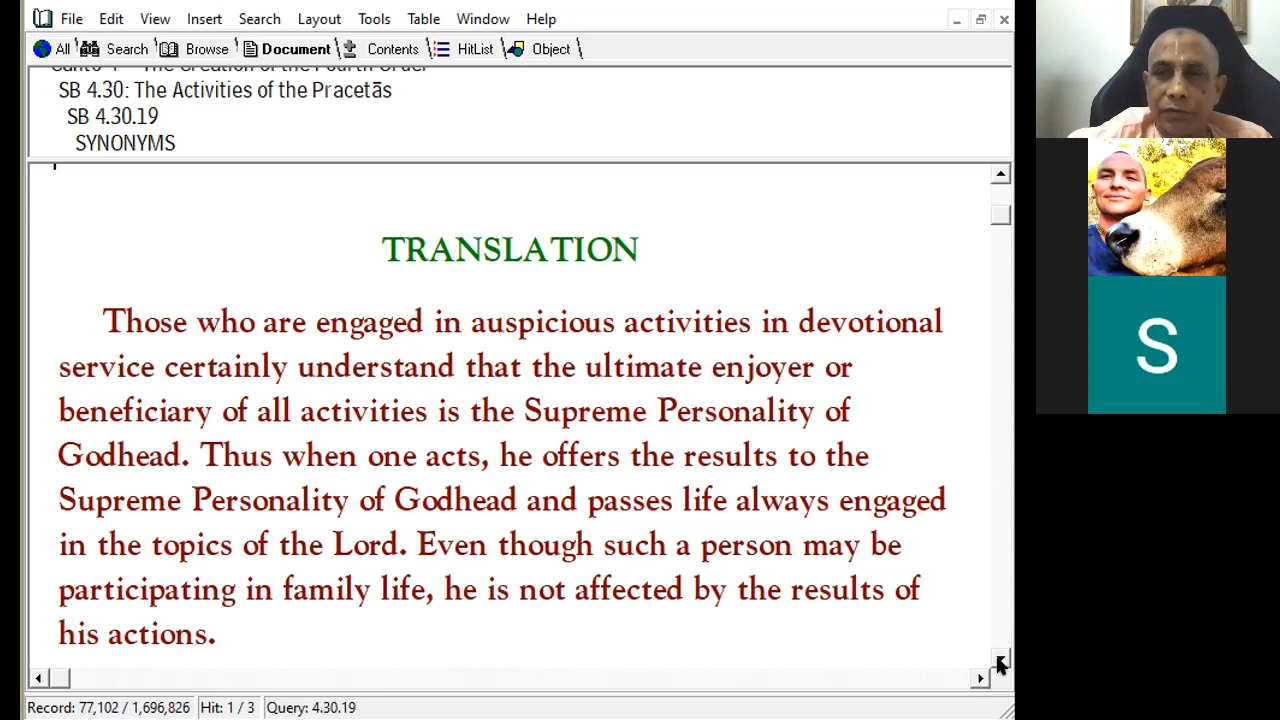 File Edit View Insert Search Layout Tools Table Window Help
All Search Browse Document Contents HitList Object
SB 4.30: The Activities of the Pracetās
SB 4.30.19
SYNONYMS
TRANSLATION
Those who are engaged in auspicious activities in devotional
service certainly understand that the ultimate enjoyer or
beneficiary of all activities is the Supreme Personality of
Godhead. Thus when one acts, he offers the results to the
Supreme Personality of Godhead and passes life always engaged
in the topics of the Lord. Even though such a person may be
participating in family life, he is not affected by the results of
his actions.
Record: 77,102 / 1,696,826 Hit: 1 / 3 Query: 4.30.19
S